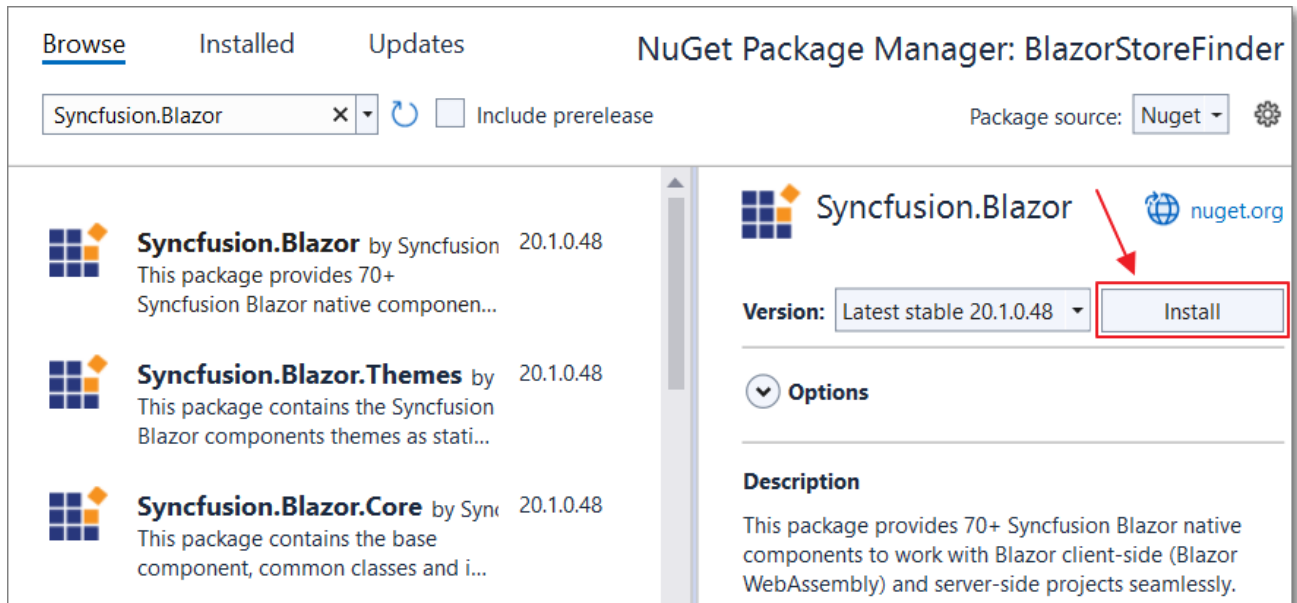 Browse Installed Updates NuGet Package Manager: BlazorStoreFinder
Syncfusion.Blazor Include prerelease Package source: Nuget
Syncfusion.Blazor by Syncfusion 20.1.0.48
This package provides 70+
Syncfusion Blazor native componen...
Syncfusion.Blazor.Themes by 20.1.0.48
This package contains the Syncfusion
Blazor components themes as stati...
Syncfusion.Blazor.Core by Sync 20.1.0.48
This package contains the base
component, common classes and i...
Syncfusion.Blazor nuget.org
Version: Latest stable 20.1.0.48 Install
Options
Description
This package provides 70+ Syncfusion Blazor native
components to work with Blazor client-side (Blazor
WebAssembly) and server-side projects seamlessly.